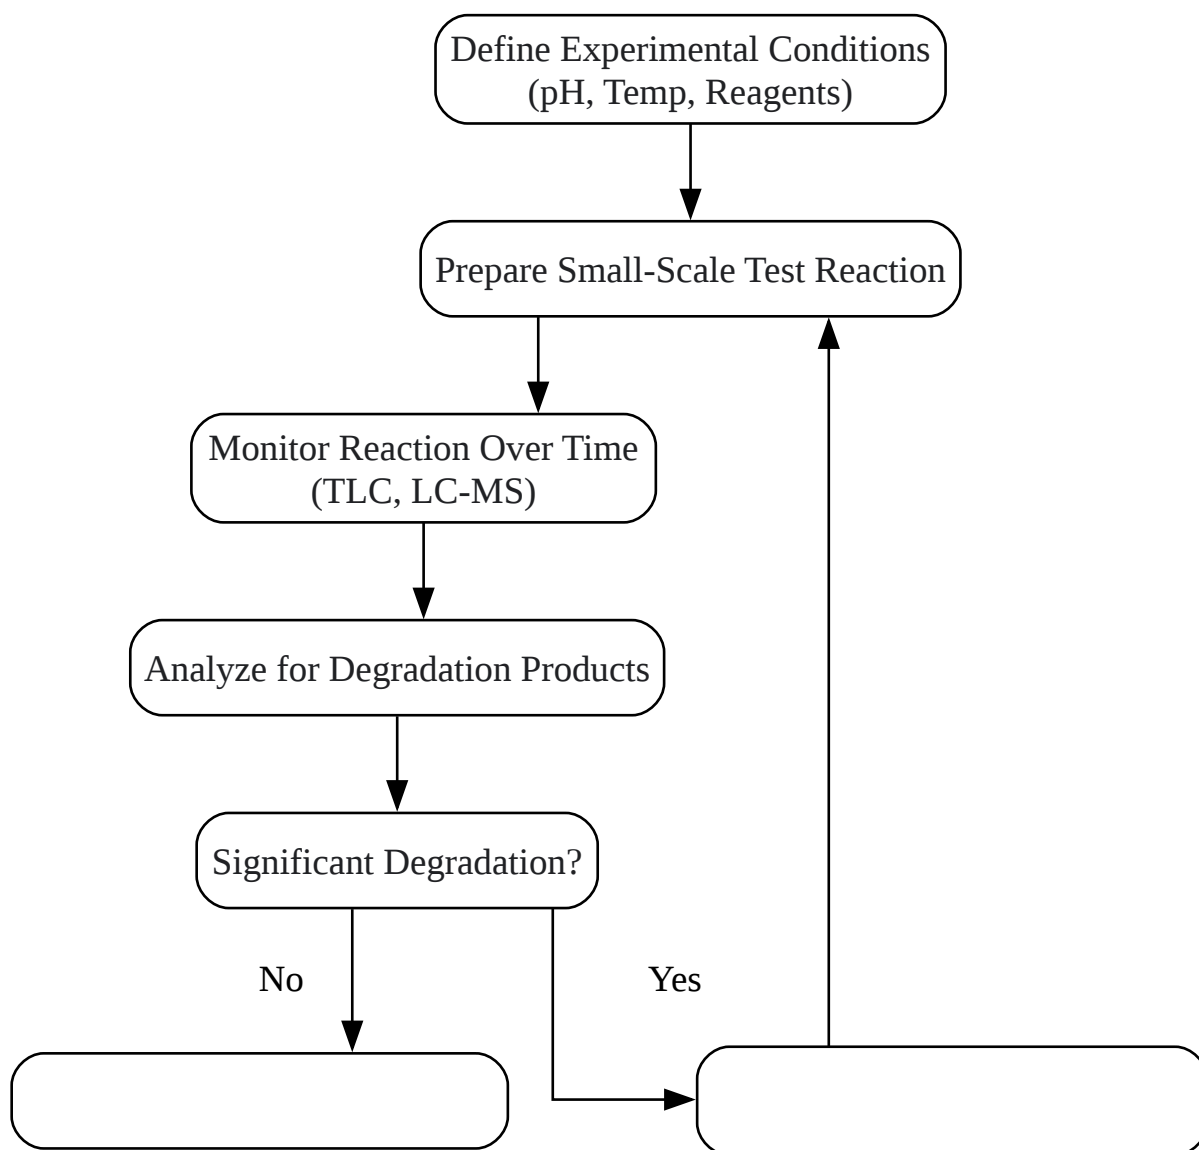 Define Experimental Conditions
(pH, Temp, Reagents)
Prepare Small-Scale Test Reaction
Monitor Reaction Over Time
(TLC, LC-MS)
Analyze for Degradation Products
Significant Degradation?
No
Yes